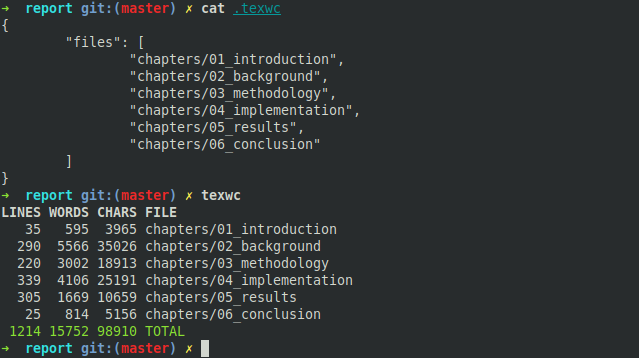 ➜  report git:(master) ✗ cat .texwc
{
        "files": [
                "chapters/01_introduction",
                "chapters/02_background",
                "chapters/03_methodology",
                "chapters/04_implementation",
                "chapters/05_results",
                "chapters/06_conclusion"
        ]
}
➜  report git:(master) ✗ texwc
LINES WORDS CHARS FILE
   35   595  3965 chapters/01_introduction
  290  5566 35026 chapters/02_background
  220  3002 18913 chapters/03_methodology
  339  4106 25191 chapters/04_implementation
  305  1669 10659 chapters/05_results
   25   814  5156 chapters/06_conclusion
 1214 15752 98910 TOTAL
➜  report git:(master) ✗